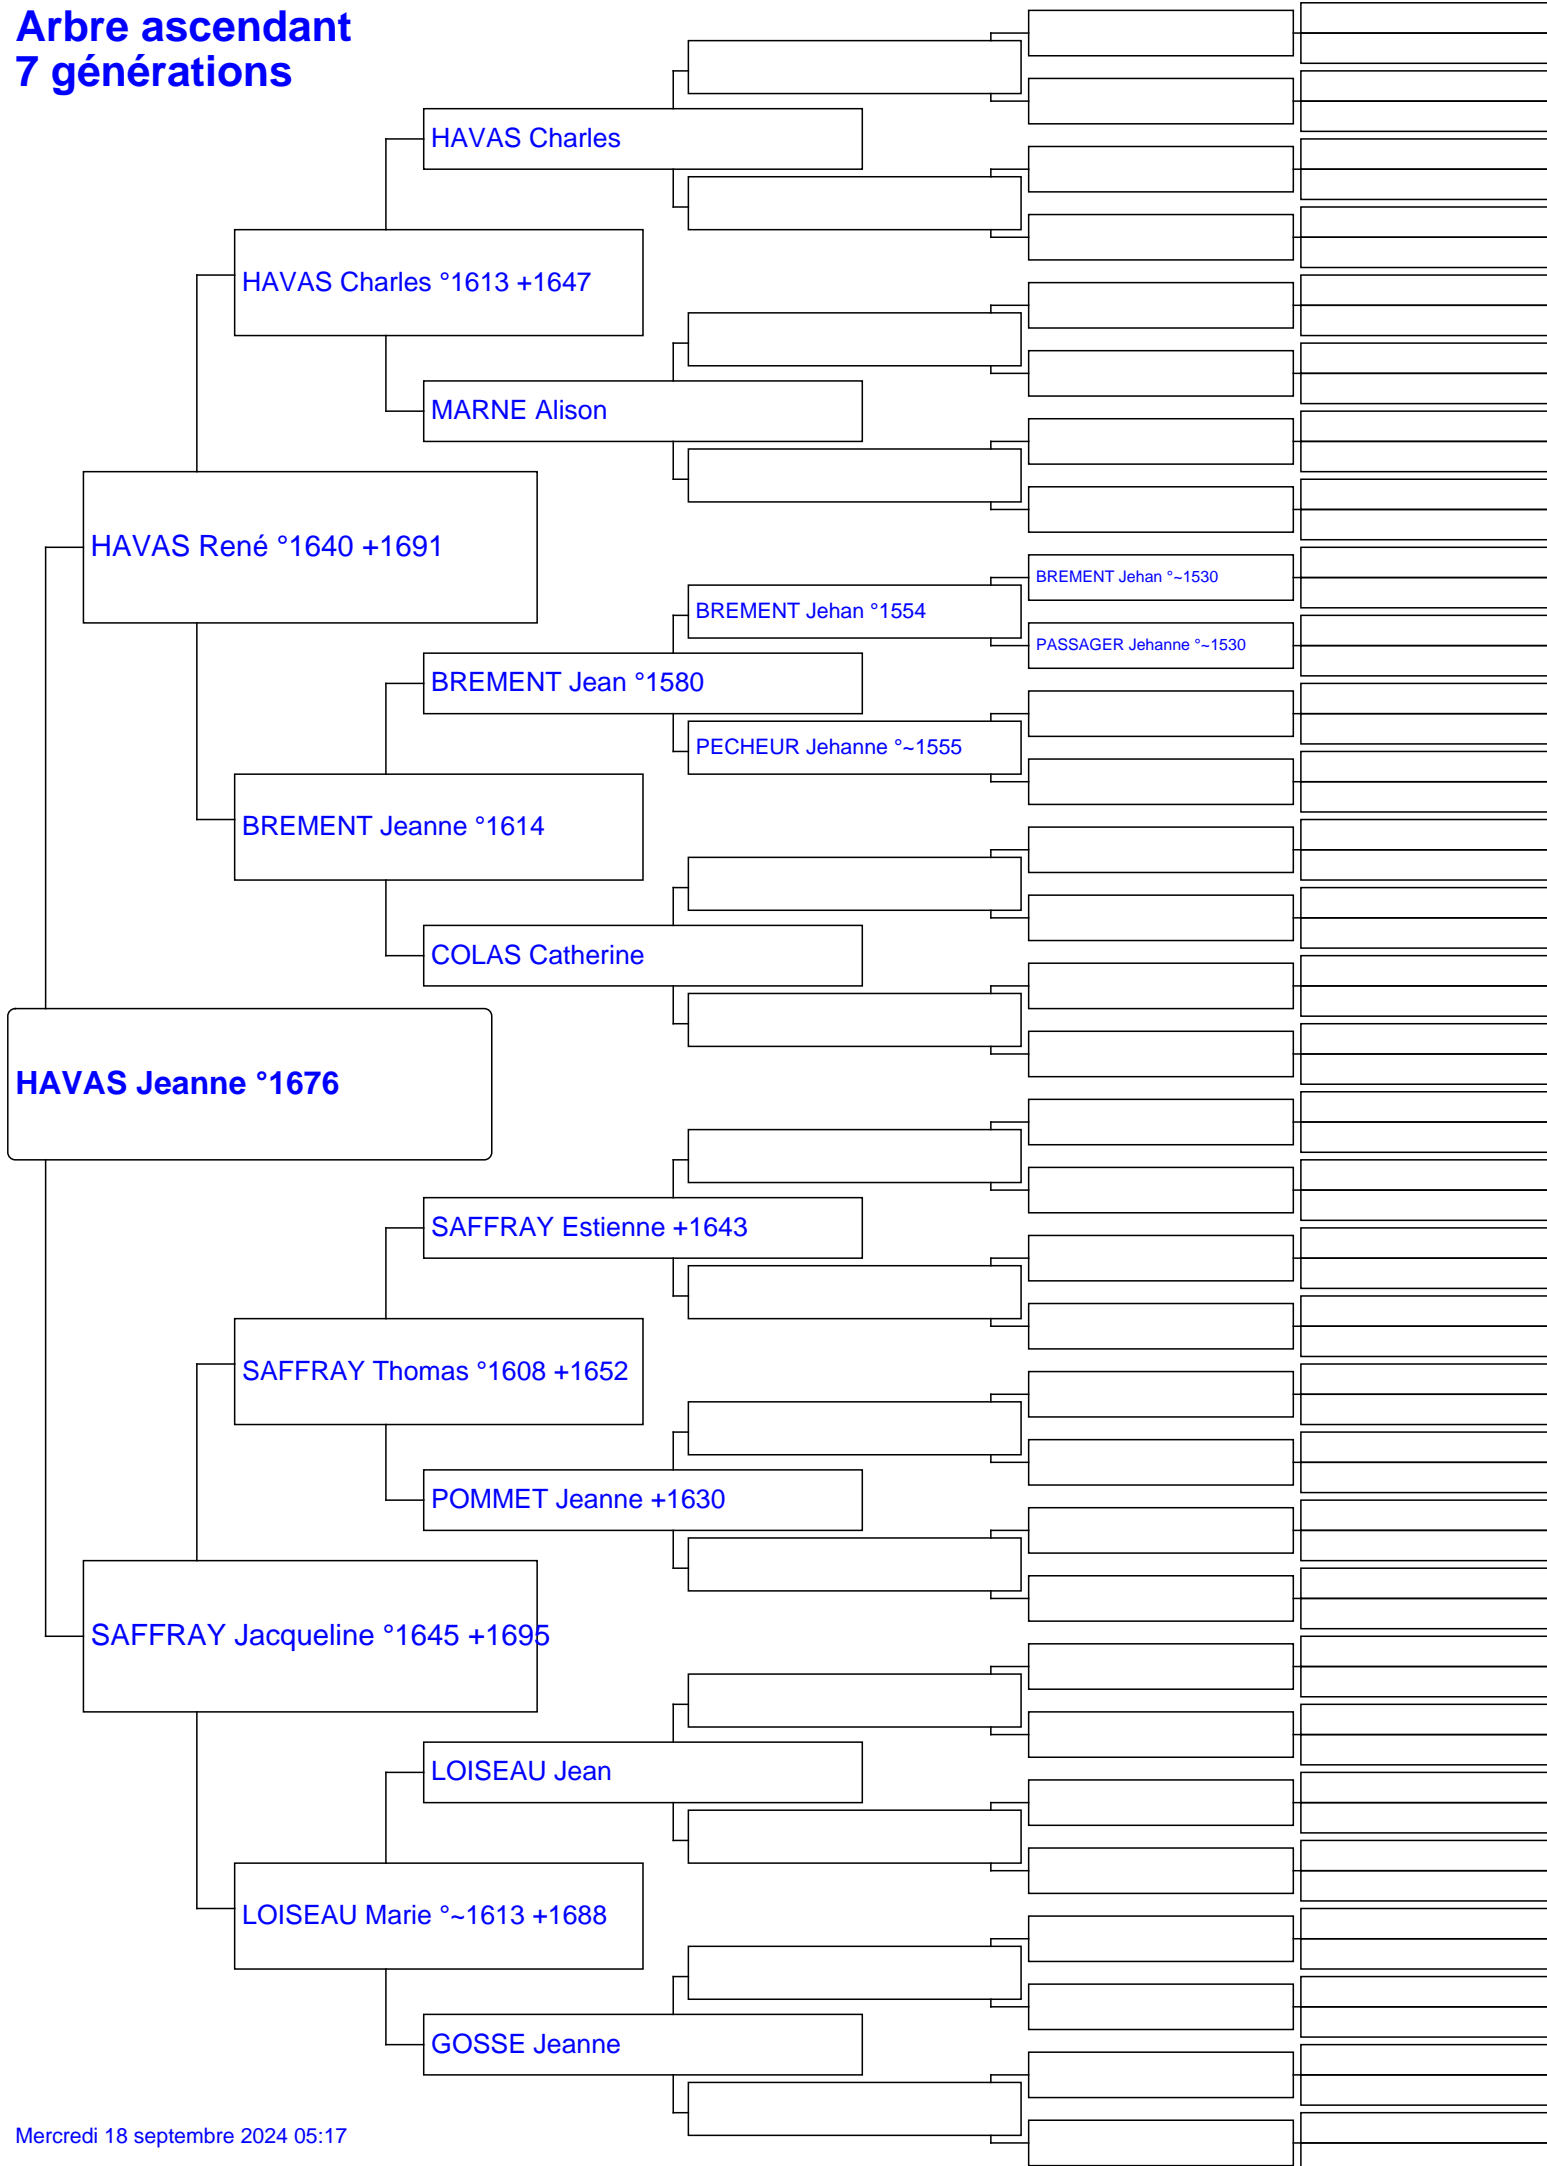 Arbre ascendant
7 générations
HAVAS Charles
HAVAS Charles °1613 +1647
MARNE Alison
HAVAS René °1640 +1691
BREMENT Jehan °~1530
BREMENT Jehan °1554
PASSAGER Jehanne °~1530
BREMENT Jean °1580
PECHEUR Jehanne °~1555
BREMENT Jeanne °1614
COLAS Catherine
HAVAS Jeanne °1676
SAFFRAY Estienne +1643
SAFFRAY Thomas °1608 +1652
POMMET Jeanne +1630
SAFFRAY Jacqueline °1645 +1695
LOISEAU Jean
LOISEAU Marie °~1613 +1688
GOSSE Jeanne
Mercredi 18 septembre 2024 05:17